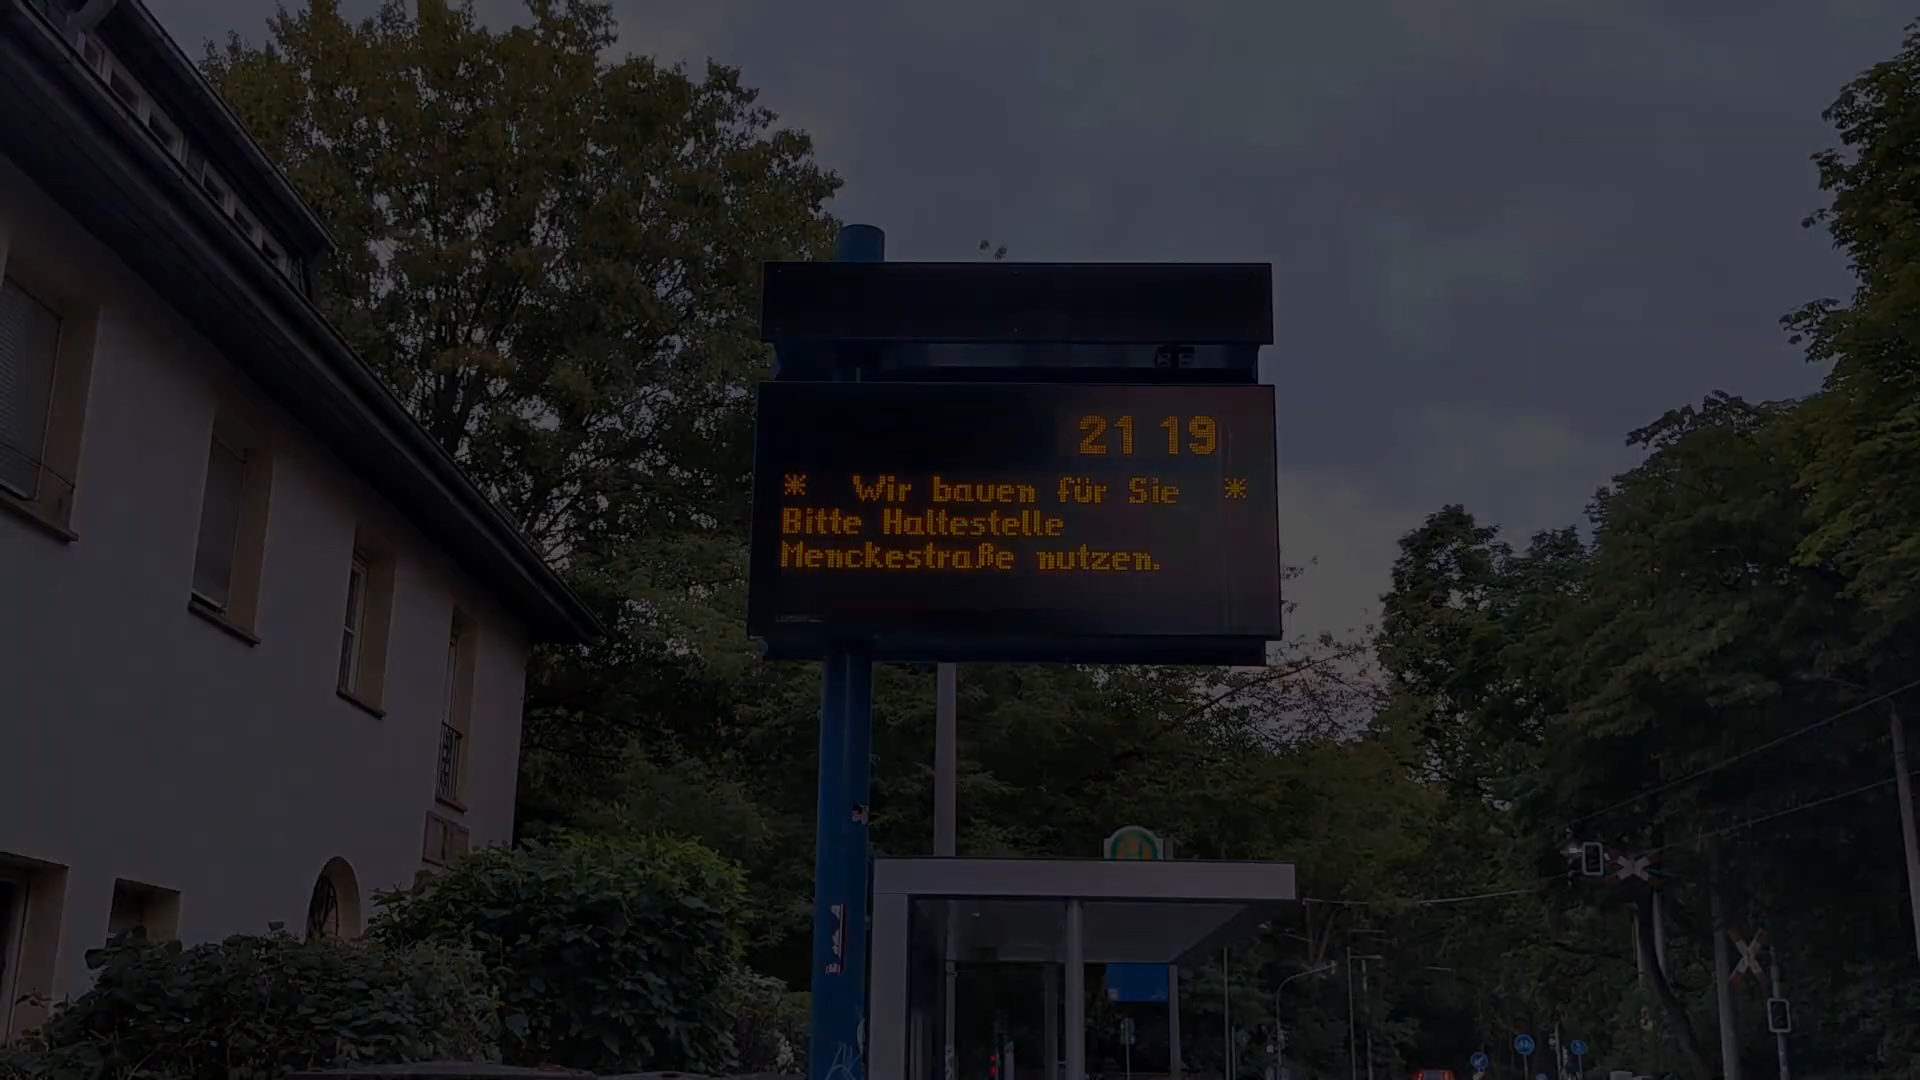 21 19
* Wir bauen für Sie *
Bitte Haltestelle
Menckestraße nutzen.
H